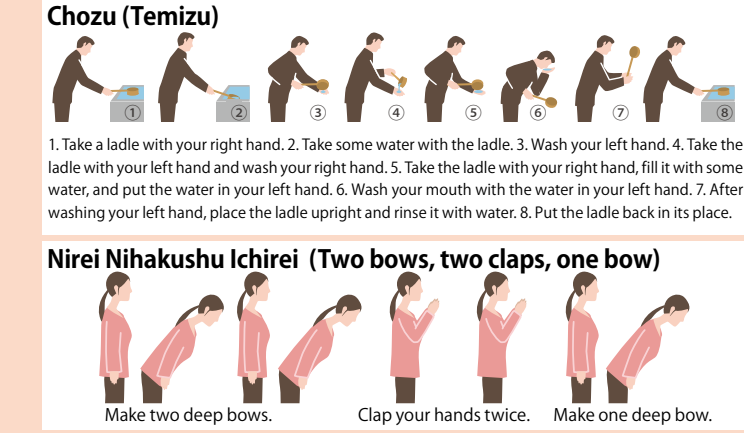 Chozu (Temizu)
① ② ③ ④ ⑤ ⑥ ⑦ ⑧
1. Take a ladle with your right hand. 2. Take some water with the ladle. 3. Wash your left hand. 4. Take the
ladle with your left hand and wash your right hand. 5. Take the ladle with your right hand, fill it with some
water, and put the water in your left hand. 6. Wash your mouth with the water in your left hand. 7. After
washing your left hand, place the ladle upright and rinse it with water. 8. Put the ladle back in its place.
Nirei Nihakushu Ichirei (Two bows, two claps, one bow)
Make two deep bows. Clap your hands twice. Make one deep bow.